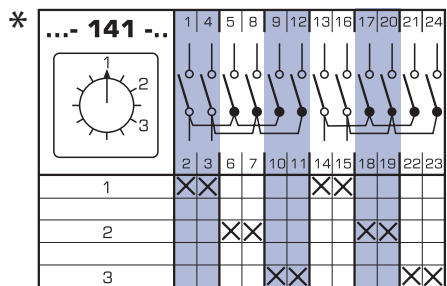 *
...- 141 -..
1 4 5 8 9 12 13 16 17 20 21 24
1
2
3
2 3 6 7 10 11 14 15 18 19 22 23
1 X X X X
2 X X X X
3 X X X X